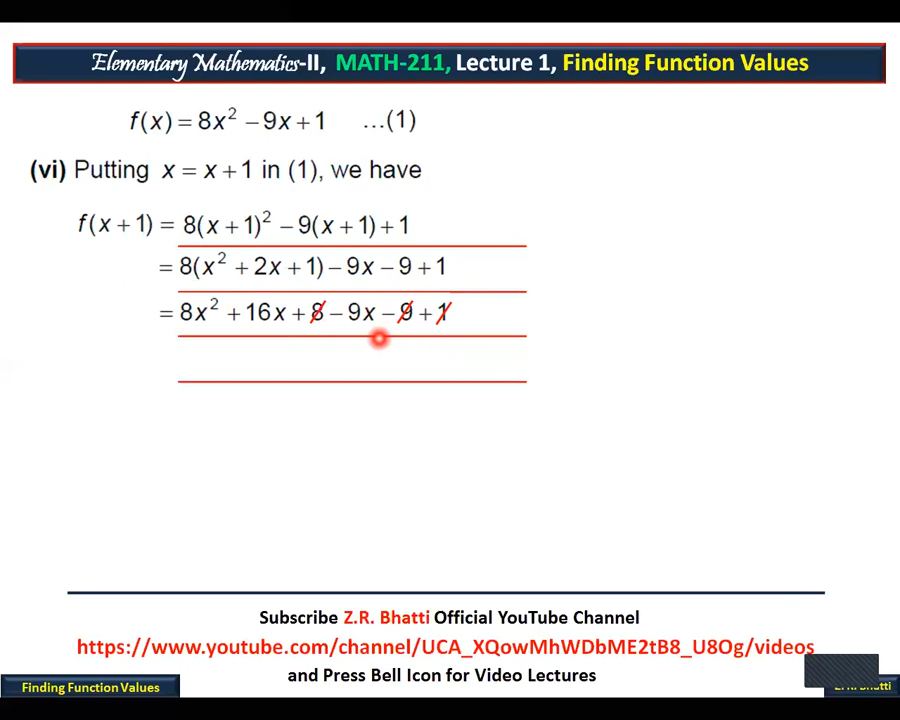 Elementary Mathematics-II, MATH-211, Lecture 1, Finding Function Values
f(x) = 8x² − 9x + 1 ...(1)
(vi) Putting x = x + 1 in (1), we have
f(x + 1) = 8(x + 1)² − 9(x + 1) + 1
= 8(x² + 2x + 1) − 9x − 9 + 1
= 8x² + 16x + 8 − 9x − 9 + 1
Subscribe Z.R. Bhatti Official YouTube Channel
https://www.youtube.com/channel/UCA_XQowMhWDbME2tB8_U8Og/videos
and Press Bell Icon for Video Lectures
Finding Function Values
Z.R. Bhatti